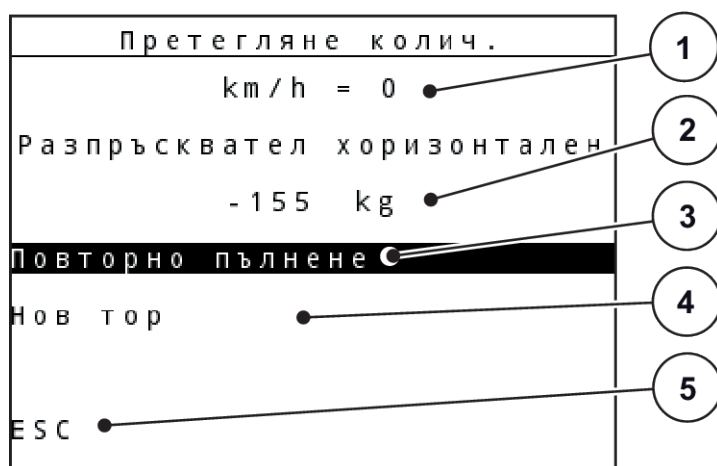 Претегляне колич.
1
km/h = 0
2
Разпръсквател хоризонтален
-155 kg
3
Повторно пълнене
4
Нов тор
5
ESC